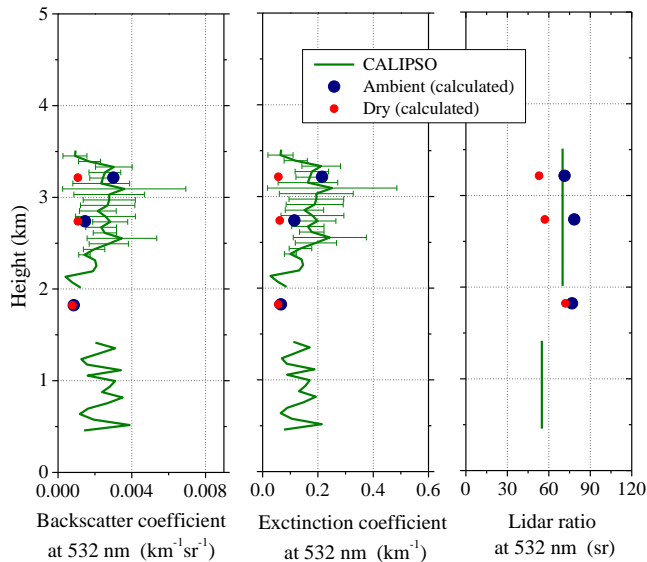 5
4
3
2
1
0
Height (km)
CALIPSO
Ambient (calculated)
Dry (calculated)
0.000 0.004 0.008
0.0 0.2 0.4 0.6
0 30 60 90 120
Backscatter coefficient
at 532 nm (km⁻¹sr⁻¹)
Exctinction coefficient
at 532 nm (km⁻¹)
Lidar ratio
at 532 nm (sr)